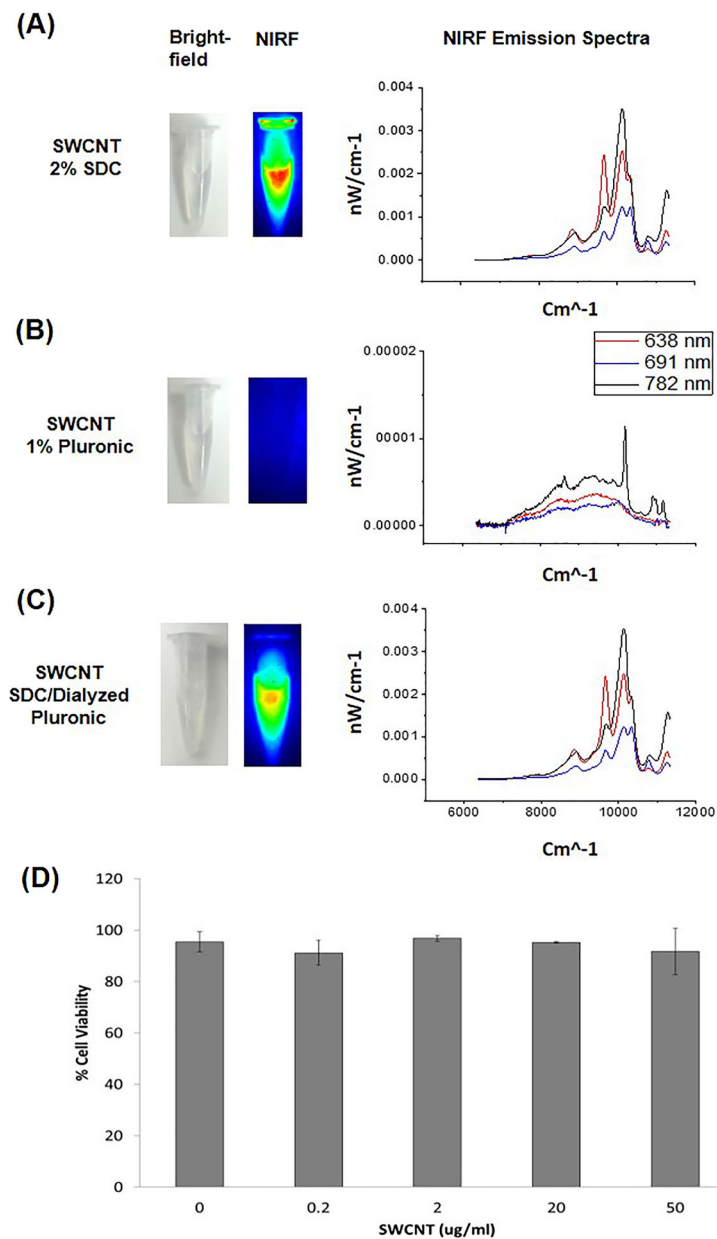 (A)
Bright-
field
NIRF
NIRF Emission Spectra
SWCNT
2% SDC
nW/cm-1
0.004
0.003
0.002
0.001
0.000
Cm^-1
(B)
SWCNT
1% Pluronic
nW/cm-1
0.00002
0.00001
0.00000
638 nm
691 nm
782 nm
8000
10000
12000
Cm^-1
(C)
SWCNT
SDC/Dialyzed
Pluronic
nW/cm-1
0.004
0.003
0.002
0.001
0.000
6000
8000
10000
12000
Cm^-1
(D)
% Cell Viability
120
100
80
60
40
20
0
0
0.2
2
20
50
SWCNT (ug/ml)